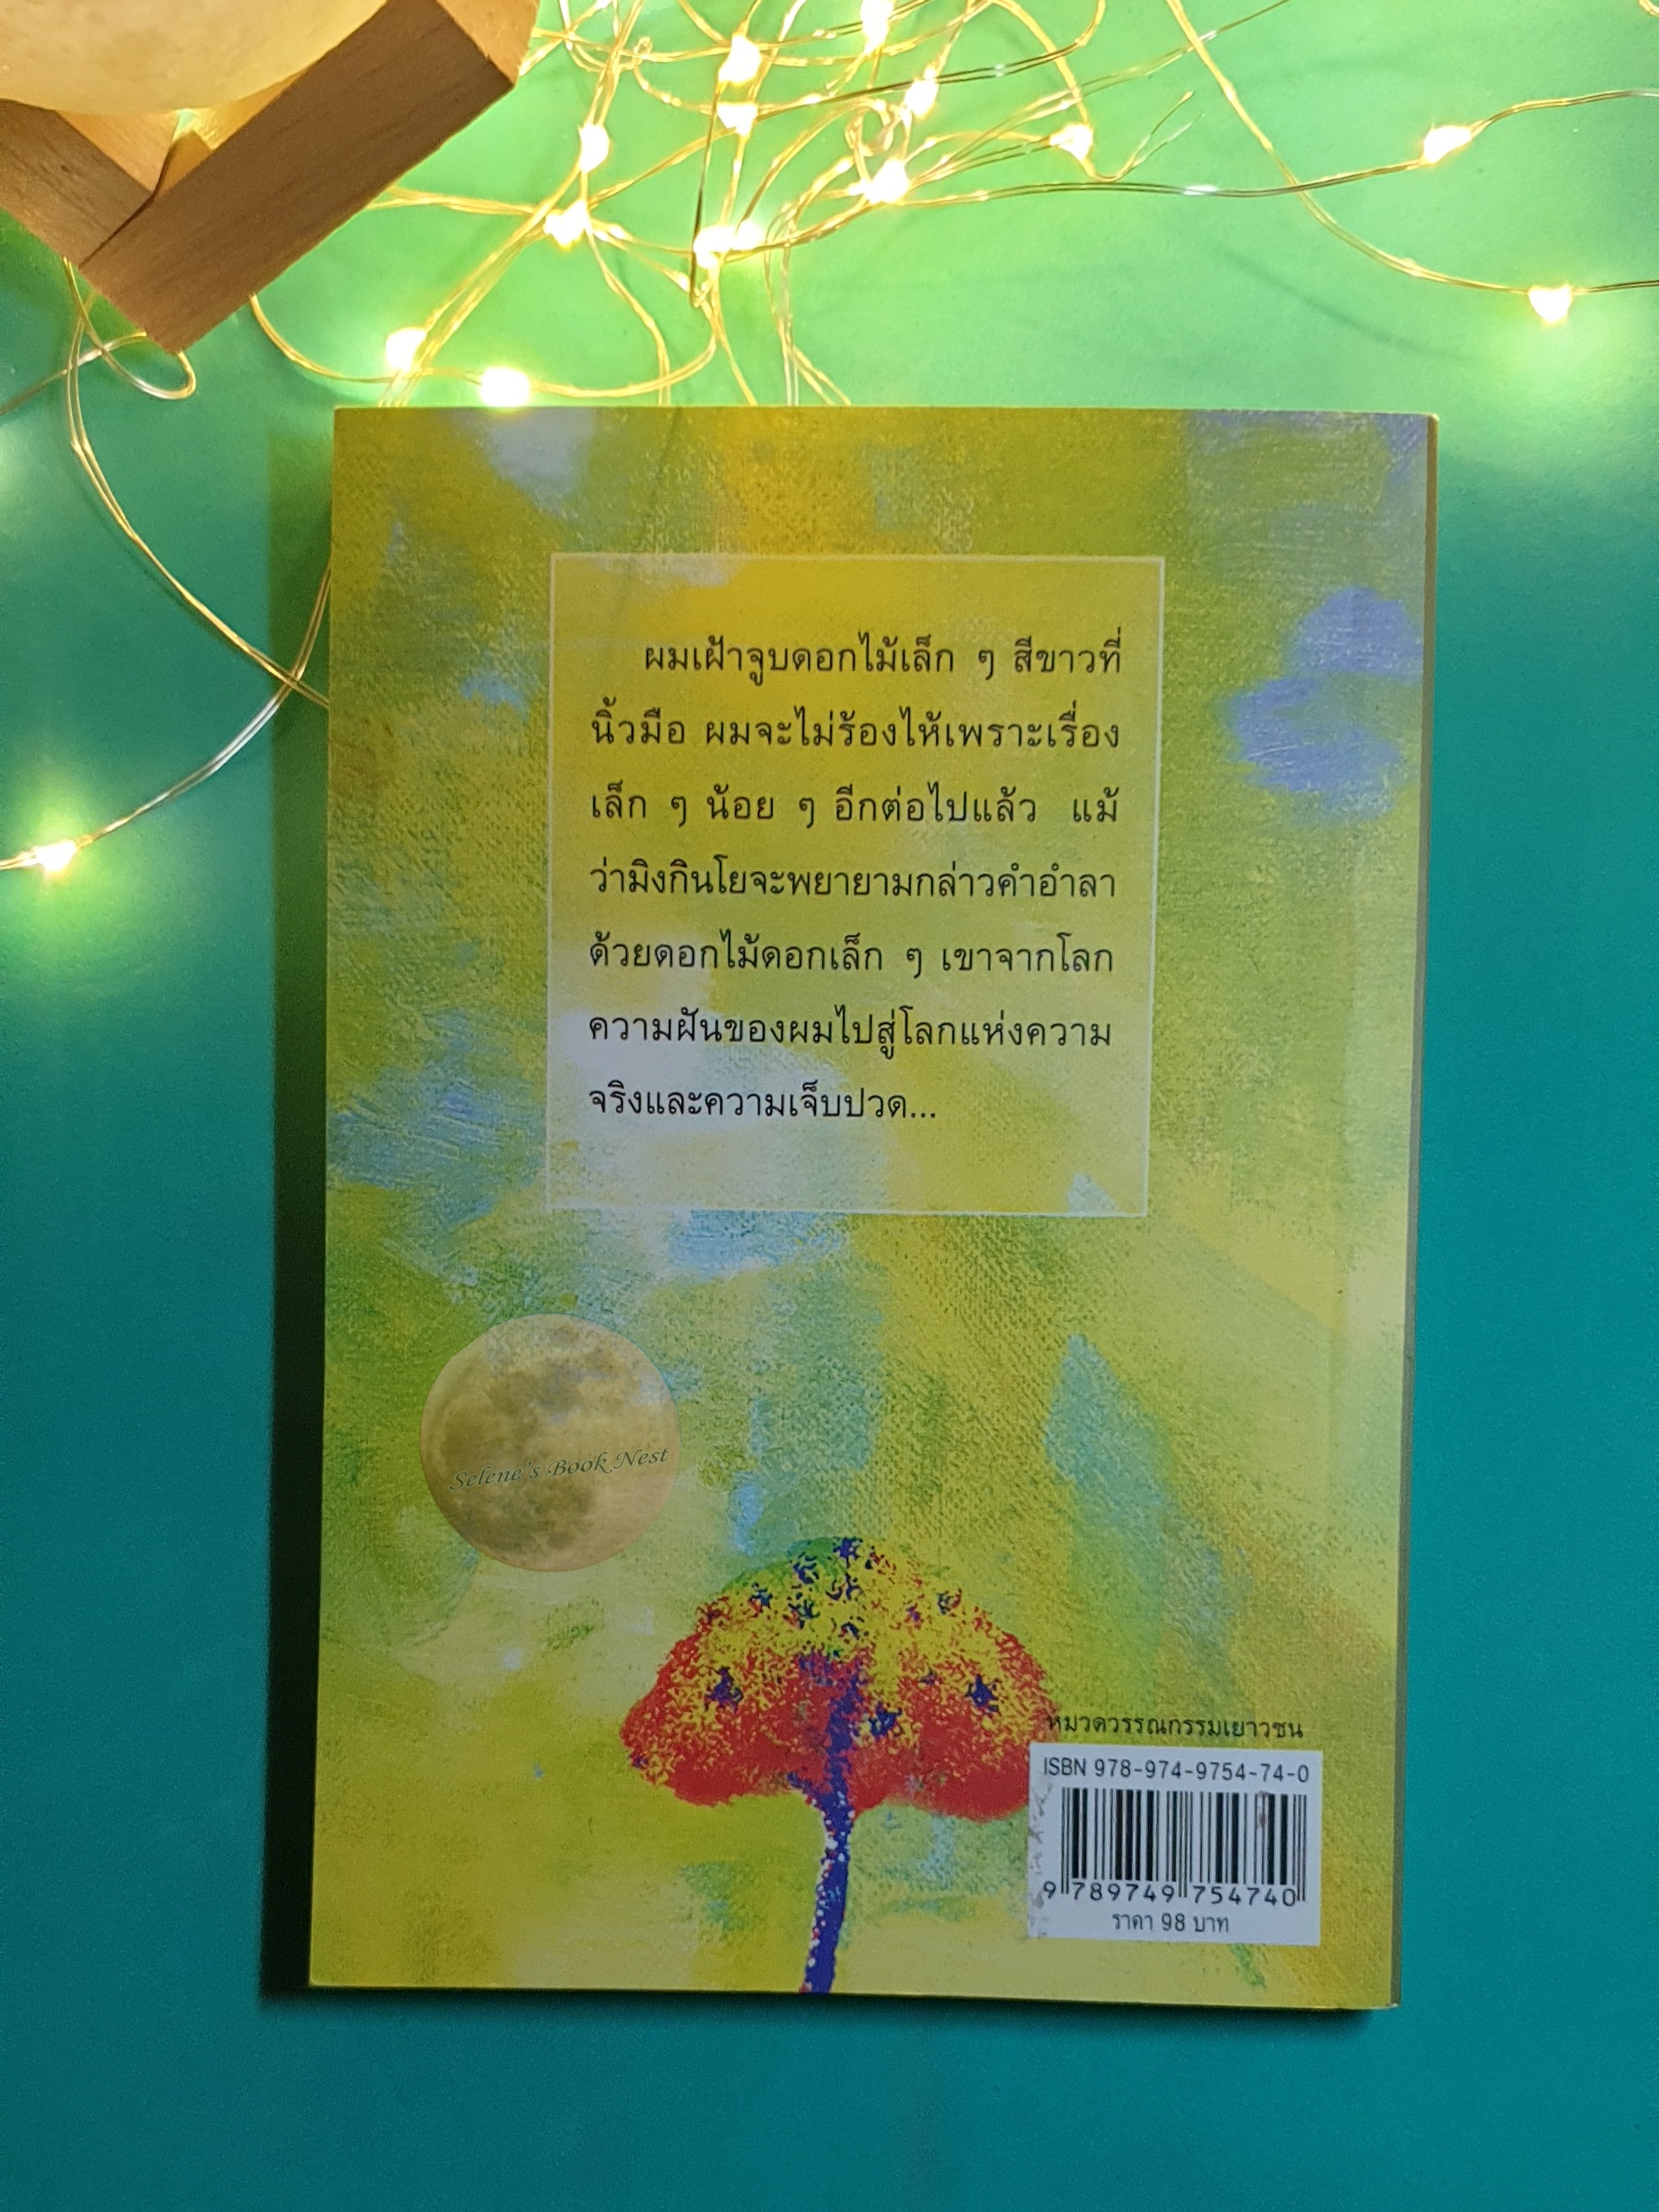 ผมเฝ้าจูบดอกไม้เล็ก ๆ สีขาวที่
นิ้วมือ ผมจะไม่ร้องไห้เพราะเรื่อง
เล็ก ๆ น้อย ๆ อีกต่อไปแล้ว แม้
ว่ามิงกินโยจะพยายามกล่าวคำอำลา
ด้วยดอกไม้ดอกเล็ก ๆ เขาจากโลก
ความฝันของผมไปสู่โลกแห่งความ
จริงและความเจ็บปวด...
Selene's Book Nest
หมวดวรรณกรรมเยาวชน
ISBN 978-974-9754-74-0
9 789749 754740
ราคา 98 บาท